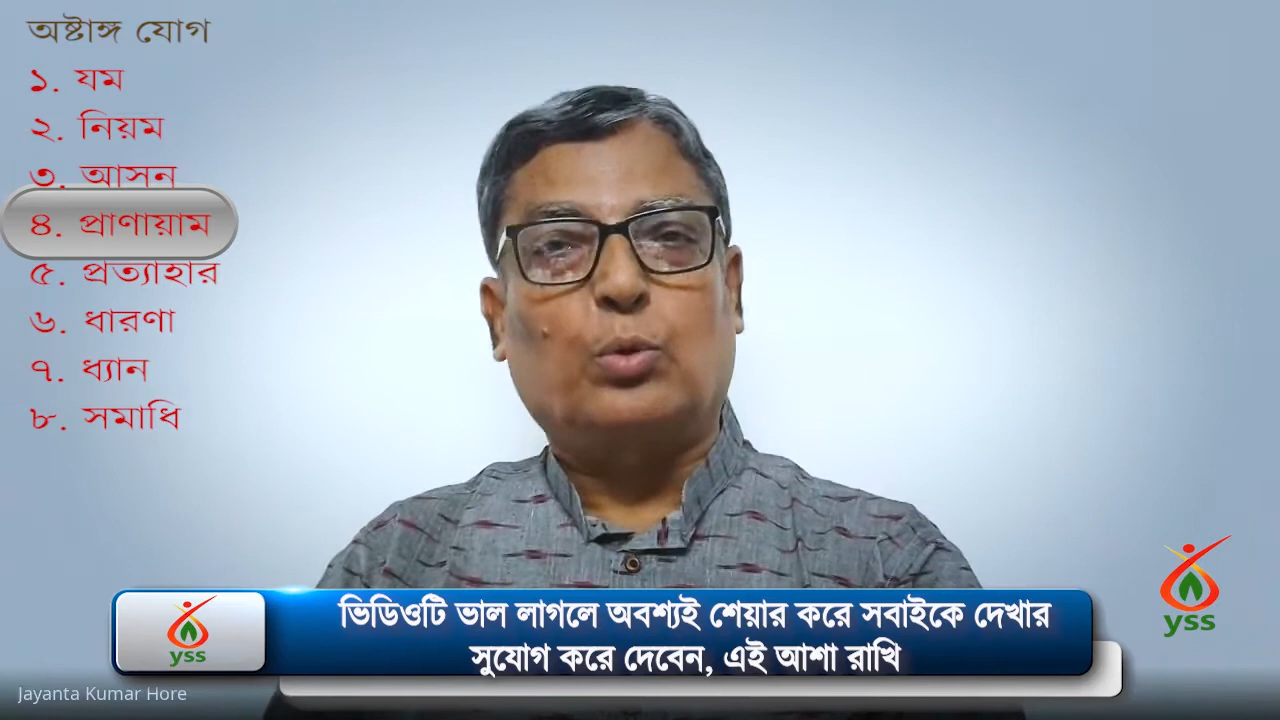 অষ্টাঙ্গ যোগ
১. যম
২. নিয়ম
৩. আসন
৪. প্রাণায়াম
৫. প্রত্যাহার
৬. ধারণা
৭. ধ্যান
৮. সমাধি
yss
yss
ভিডিওটি ভাল লাগলে অবশ্যই শেয়ার করে সবাইকে দেখার
সুযোগ করে দেবেন, এই আশা রাখি
Jayanta Kumar Hore